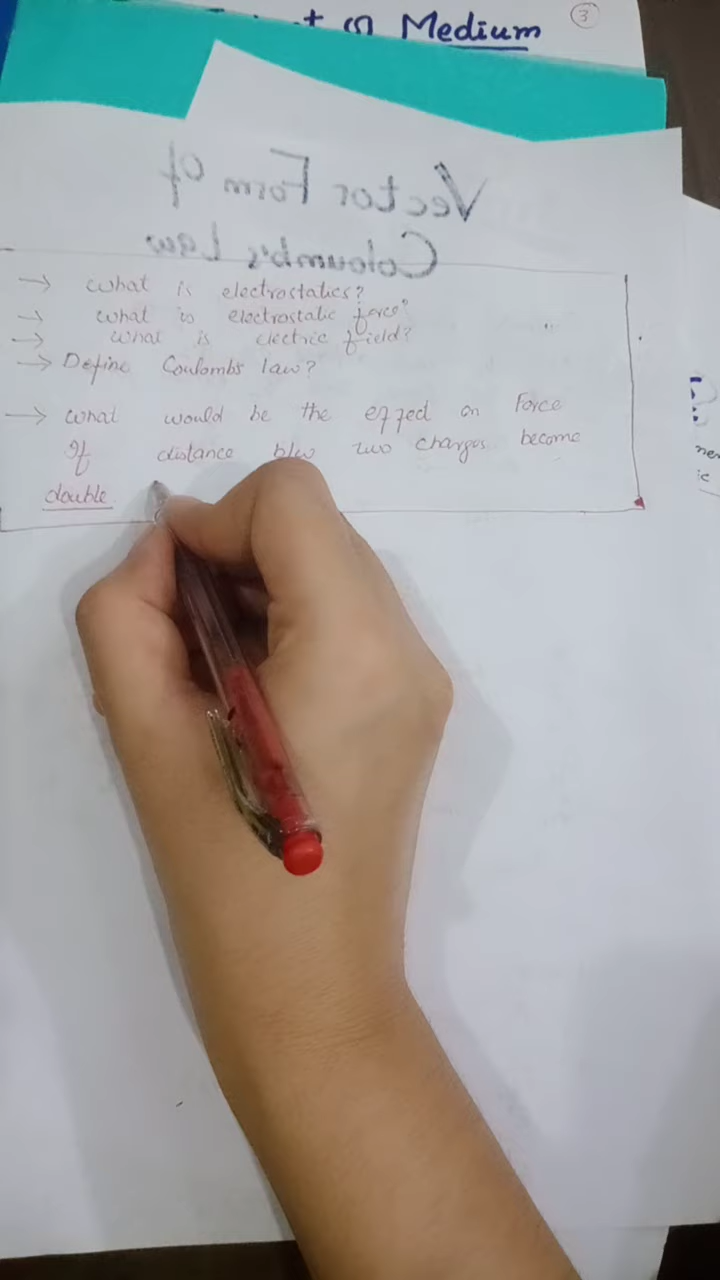 Medium
3
Vector Form of
Coloumb's Law
→ what is electrostatics?
→ what is electrostatic force?
→ what is electric field?
→ Define Coulombs law?
→ what would be the effect on Force
If distance b/w two charges become
double